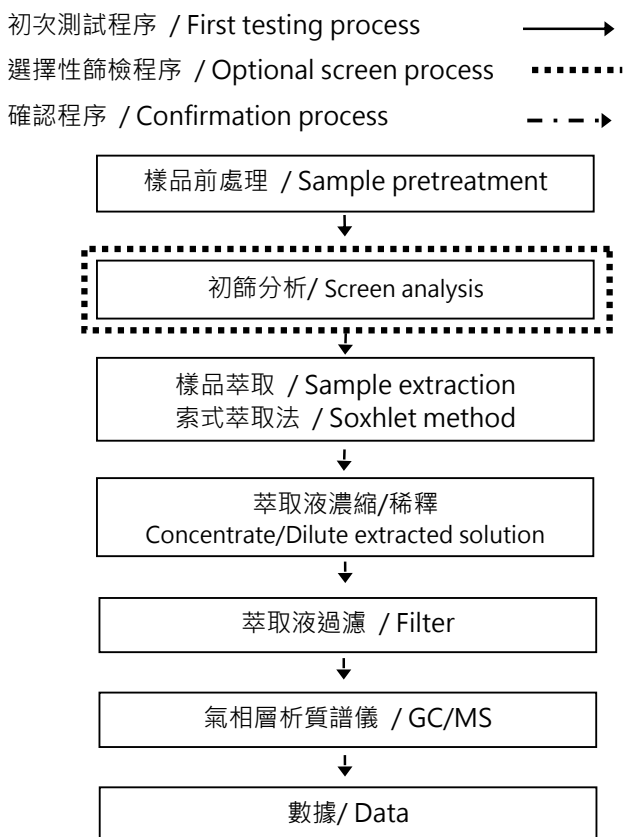 初次測試程序 / First testing process
選擇性篩檢程序 / Optional screen process
確認程序 / Confirmation process
樣品前處理 / Sample pretreatment
初篩分析/ Screen analysis
樣品萃取 / Sample extraction
索式萃取法 / Soxhlet method
萃取液濃縮/稀釋
Concentrate/Dilute extracted solution
萃取液過濾 / Filter
氣相層析質譜儀 / GC/MS
數據/ Data